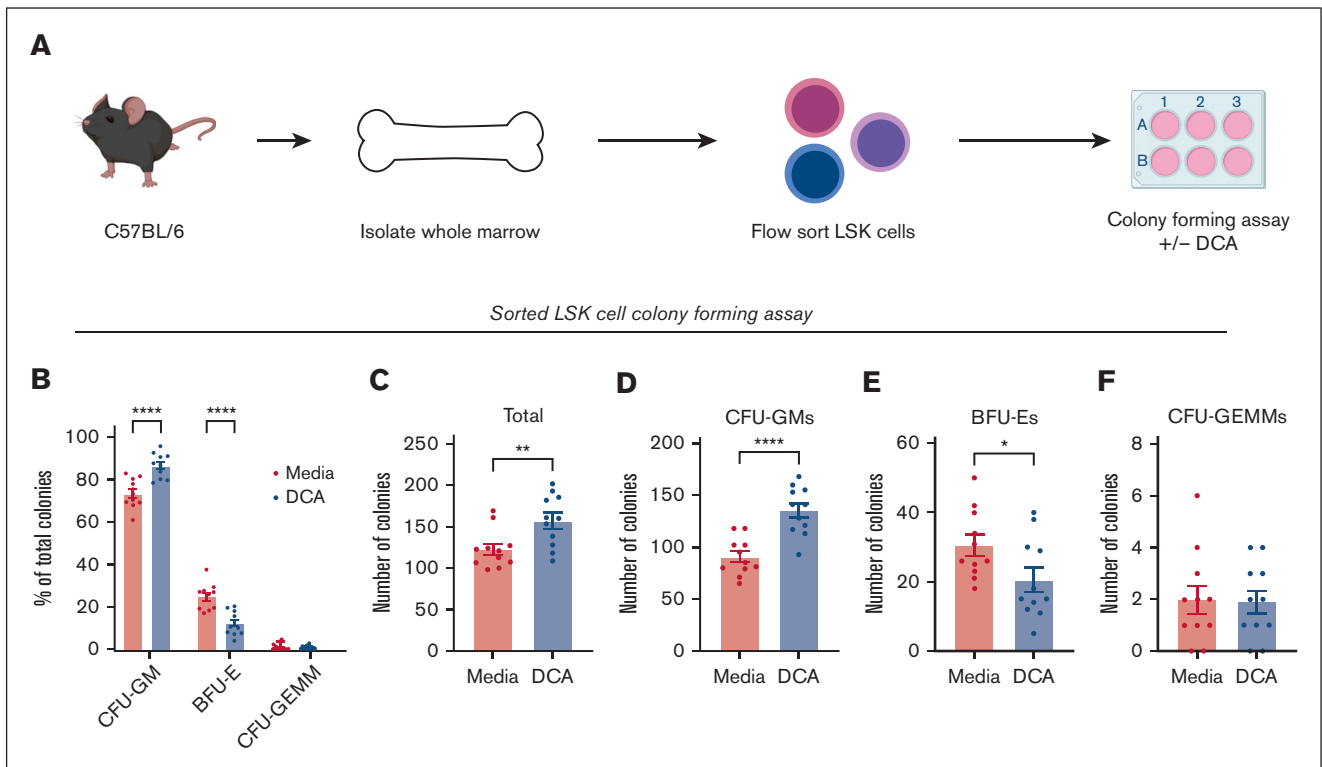 A
C57BL/6
Isolate whole marrow
Flow sort LSK cells
1 2 3
A
B
Colony forming assay
+/− DCA
Sorted LSK cell colony forming assay
B
% of total colonies
100
80
60
40
20
0
**** ****
Media
DCA
CFU-GM
BFU-E
CFU-GEMM
C
Total
Number of colonies
250
200
150
100
50
0
**
Media DCA
D
CFU-GMs
Number of colonies
200
150
100
50
0
****
Media DCA
E
BFU-Es
Number of colonies
60
40
20
0
*
Media DCA
F
CFU-GEMMs
Number of colonies
8
6
4
2
0
Media DCA